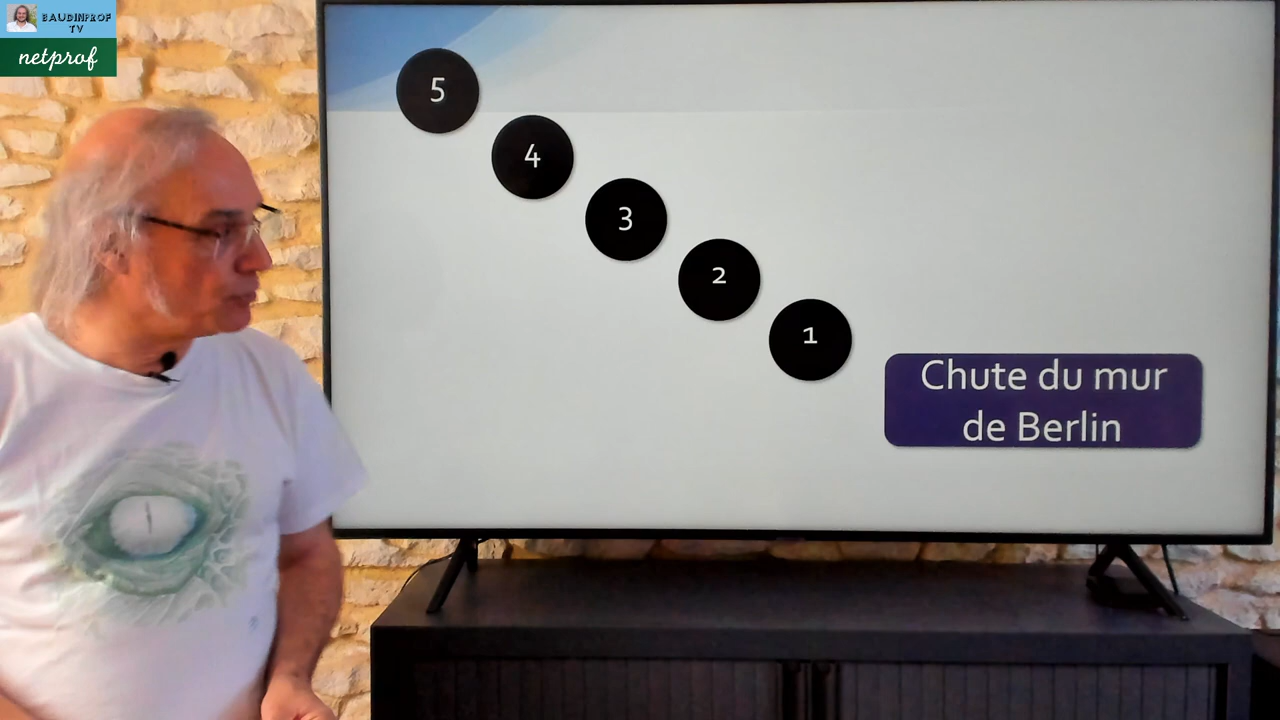 BAUDINPROF
TV
netprof
5
4
3
2
1
Chute du mur
de Berlin